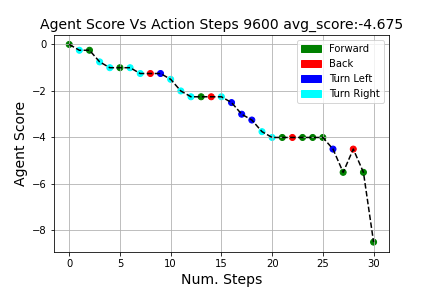 Agent Score Vs Action Steps 9600 avg_score:-4.675
Forward
Back
Turn Left
Turn Right
Agent Score
0
−2
−4
−6
−8
0 5 10 15 20 25 30
Num. Steps